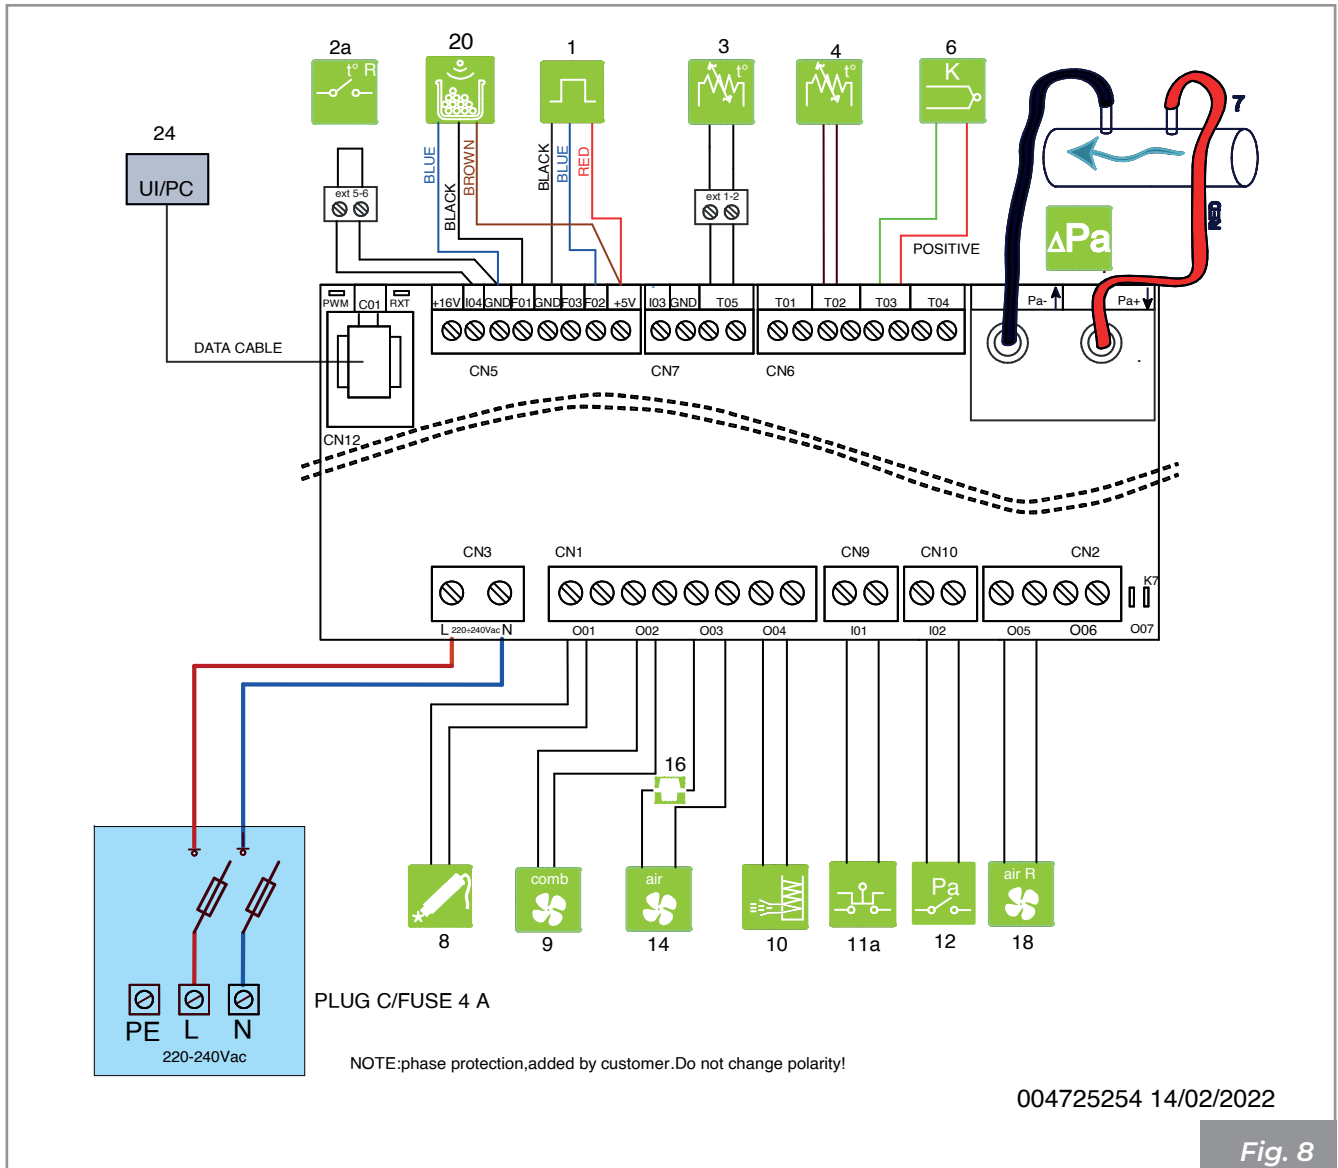 2a
20
1
3
4
6
7
t° R
t°
t°
K
24
UI/PC
BLUE
BLACK
BROWN
BLACK
BLUE
RED
ext 5-6
ext 1-2
POSITIVE
RED
ΔPa
PWM
C01
RXT
+16V
I04
GND
F01
GND
F03
F02
+5V
I03
GND
T05
T01
T02
T03
T04
Pa-
Pa+
DATA CABLE
CN5
CN7
CN6
CN12
CN3
CN1
CN9
CN10
CN2
K7
L 220÷240Vac N
O01
O02
O03
O04
I01
I02
O05
O06
O07
16
comb
air
Pa
air R
8
9
14
10
11a
12
18
PLUG C/FUSE 4 A
PE
L
N
220-240Vac
NOTE:phase protection,added by customer.Do not change polarity!
004725254 14/02/2022
Fig. 8